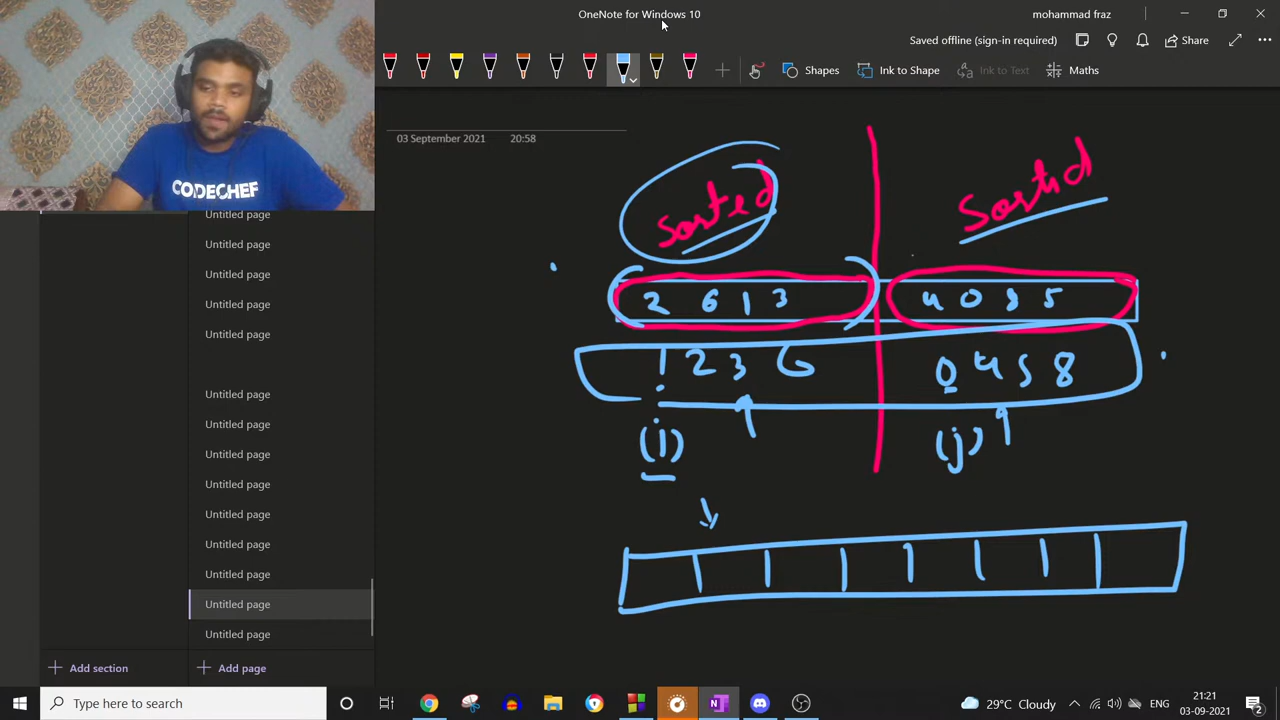 OneNote for Windows 10
mohammad fraz
Saved offline (sign-in required)
Share
Shapes
Ink to Shape
Ink to Text
Maths
CODECHEF
03 September 2021 20:58
Sorted
Sorted
2 6 1 3 4 0 8 5
1 2 3 6 0 4 5 8
(i) (j)
Untitled page
Untitled page
Untitled page
Untitled page
Untitled page
Untitled page
Untitled page
Untitled page
Untitled page
Untitled page
Untitled page
Untitled page
Untitled page
Untitled page
Add section
Add page
Type here to search
29°C Cloudy
ENG
21:21
03-09-2021
2